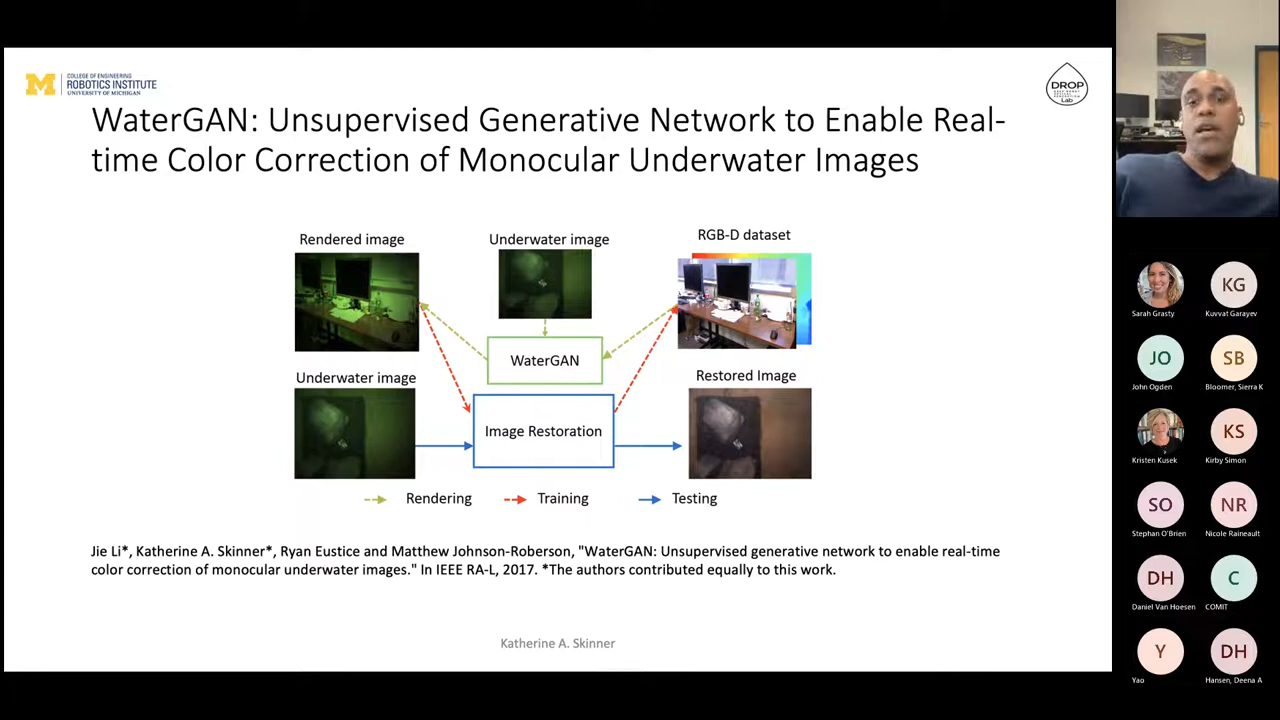 M
COLLEGE OF ENGINEERING
ROBOTICS INSTITUTE
UNIVERSITY OF MICHIGAN
DROP
Lab
WaterGAN: Unsupervised Generative Network to Enable Real-
time Color Correction of Monocular Underwater Images
Rendered image
Underwater image
RGB-D dataset
WaterGAN
Underwater image
Restored Image
Image Restoration
Rendering
Training
Testing
Jie Li*, Katherine A. Skinner*, Ryan Eustice and Matthew Johnson-Roberson, "WaterGAN: Unsupervised generative network to enable real-time
color correction of monocular underwater images." In IEEE RA-L, 2017. *The authors contributed equally to this work.
Katherine A. Skinner
Sarah Grasty
KG
Kuvvat Garayev
JO
John Ogden
SB
Bloomer, Sierra K
Kristen Kusek
KS
Kirby Simon
SO
Stephan O'Brien
NR
Nicole Raineault
DH
Daniel Van Hoesen
C
COMIT
Y
Yao
DH
Hansen, Deena A